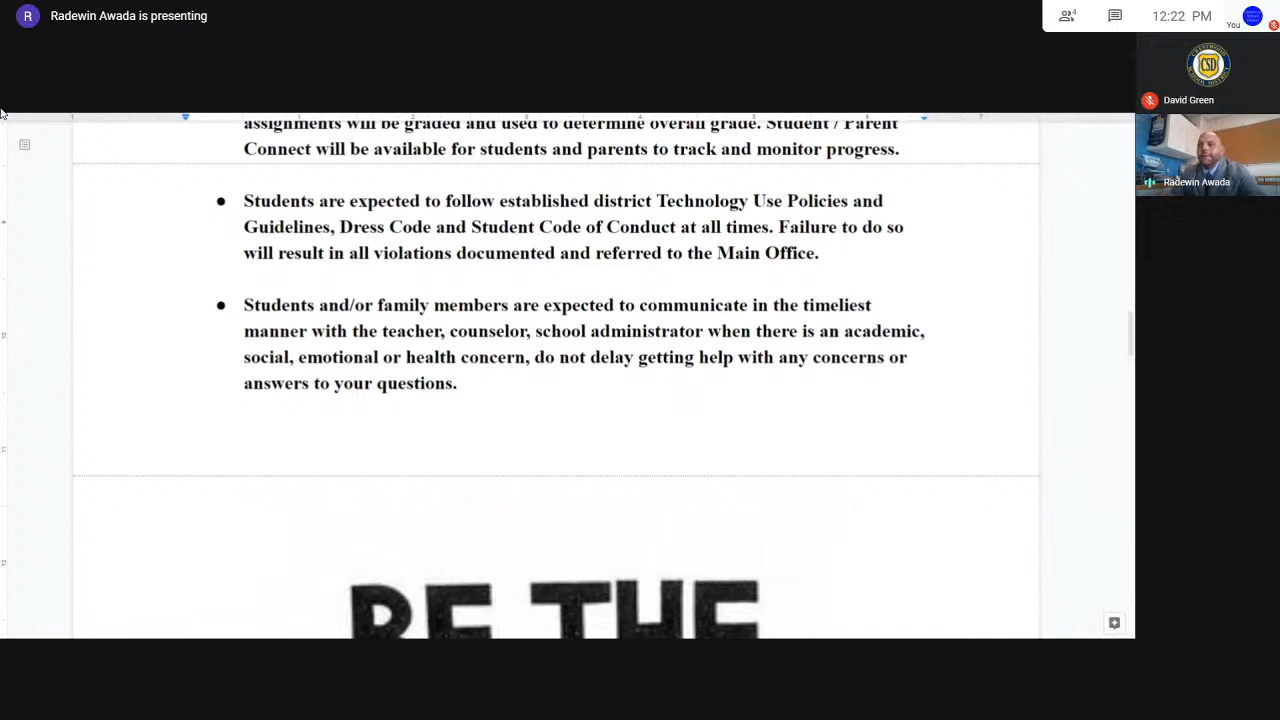 R Radewin Awada is presenting
4 12:22 PM You
CSD
David Green
Radewin Awada
assignments will be graded and used to determine overall grade. Student / Parent
Connect will be available for students and parents to track and monitor progress.
● Students are expected to follow established district Technology Use Policies and
Guidelines, Dress Code and Student Code of Conduct at all times. Failure to do so
will result in all violations documented and referred to the Main Office.
● Students and/or family members are expected to communicate in the timeliest
manner with the teacher, counselor, school administrator when there is an academic,
social, emotional or health concern, do not delay getting help with any concerns or
answers to your questions.
BE THE